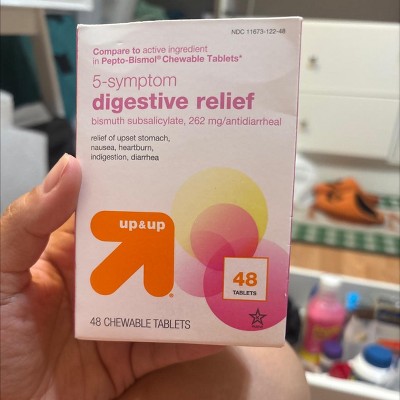 NDC 11673-122-48
Compare to active ingredient
in Pepto-Bismol® Chewable Tablets*
5-symptom
digestive relief
bismuth subsalicylate, 262 mg/antidiarrheal
relief of upset stomach,
nausea, heartburn,
indigestion, diarrhea
up&up
®
48
TABLETS
48 CHEWABLE TABLETS